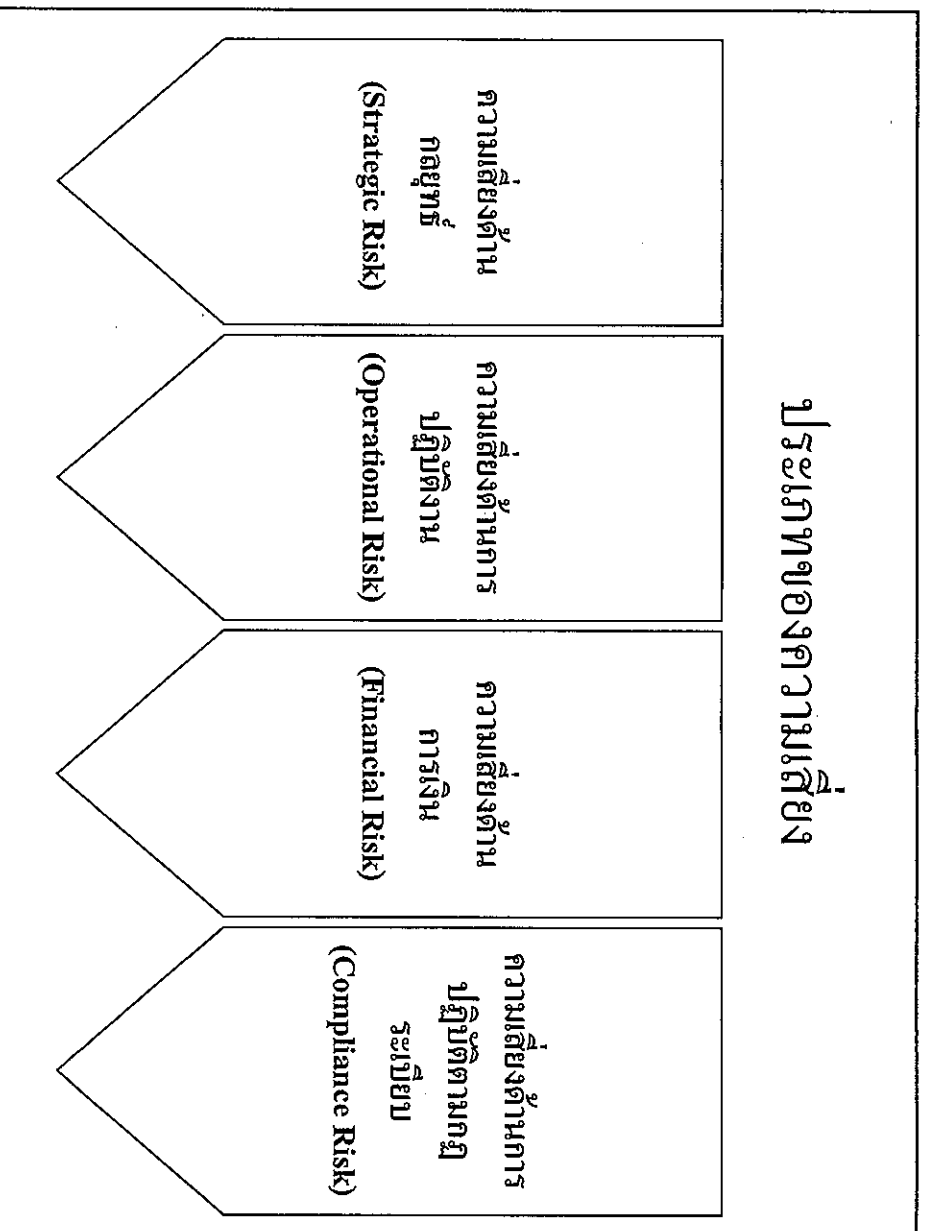 ประเภทของความเสี่ยง
ความเสี่ยงด้าน
กลยุทธ์
(Strategic Risk)
ความเสี่ยงด้านการ
ปฏิบัติงาน
(Operational Risk)
ความเสี่ยงด้าน
การเงิน
(Financial Risk)
ความเสี่ยงด้านการ
ปฏิบัติตามกฎ
ระเบียบ
(Compliance Risk)